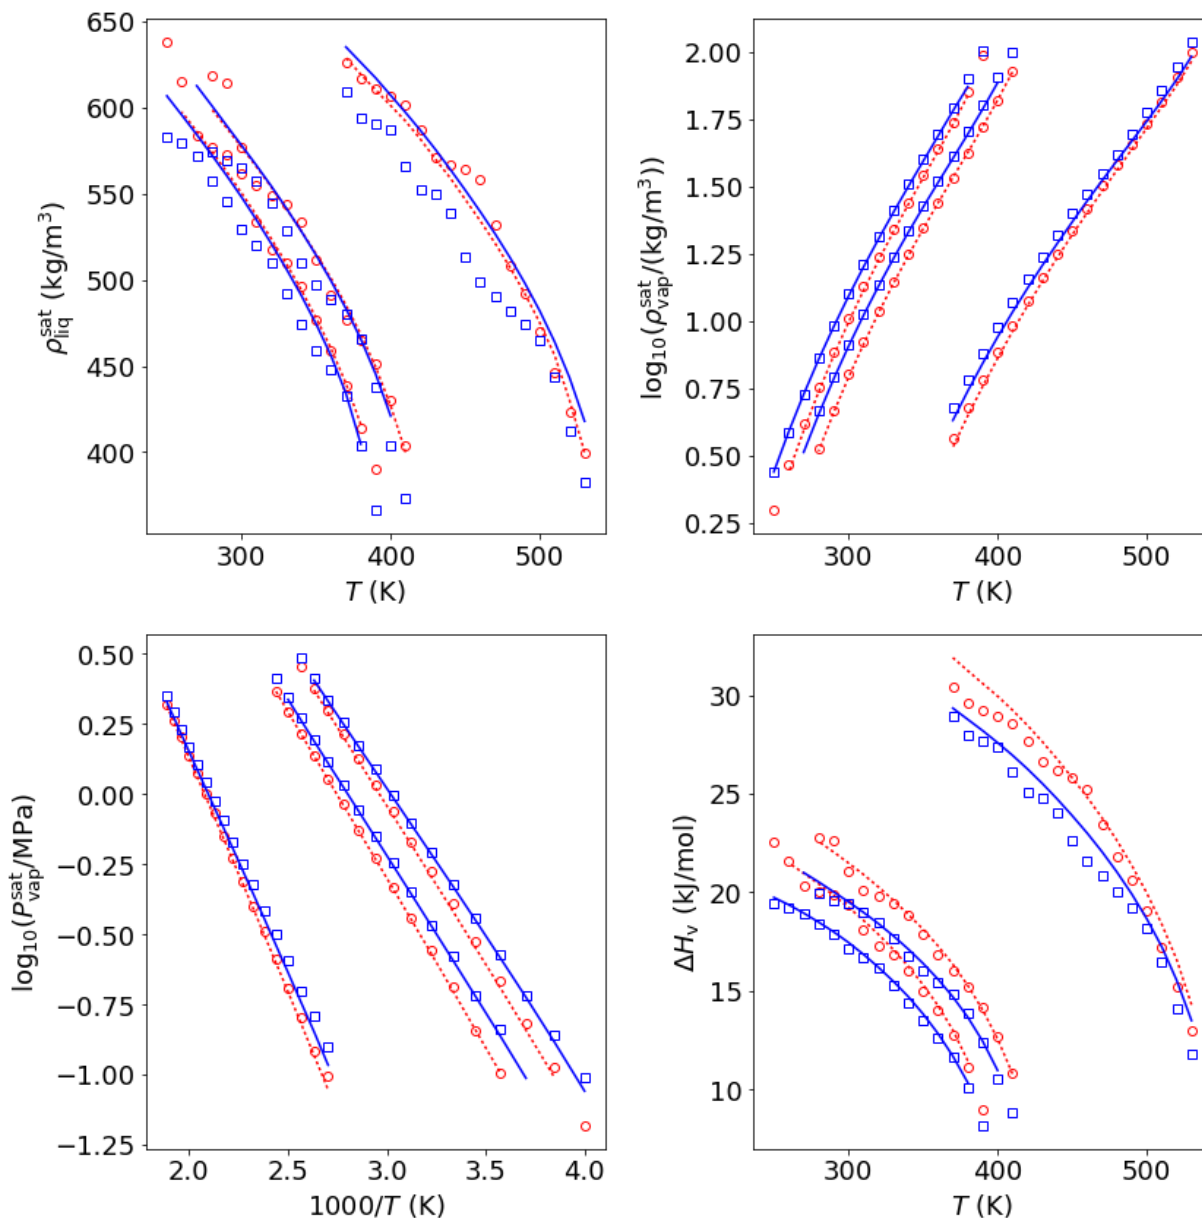 650
600
550
500
450
400
ρ_liq^sat (kg/m³)
300 400 500
T (K)
2.00
1.75
1.50
1.25
1.00
0.75
0.50
0.25
log₁₀(ρ_vap^sat/(kg/m³))
300 400 500
T (K)
0.50
0.25
0.00
−0.25
−0.50
−0.75
−1.00
−1.25
log₁₀(P_vap^sat/MPa)
2.0 2.5 3.0 3.5 4.0
1000/T (K)
30
25
20
15
10
ΔH_v (kJ/mol)
300 400 500
T (K)